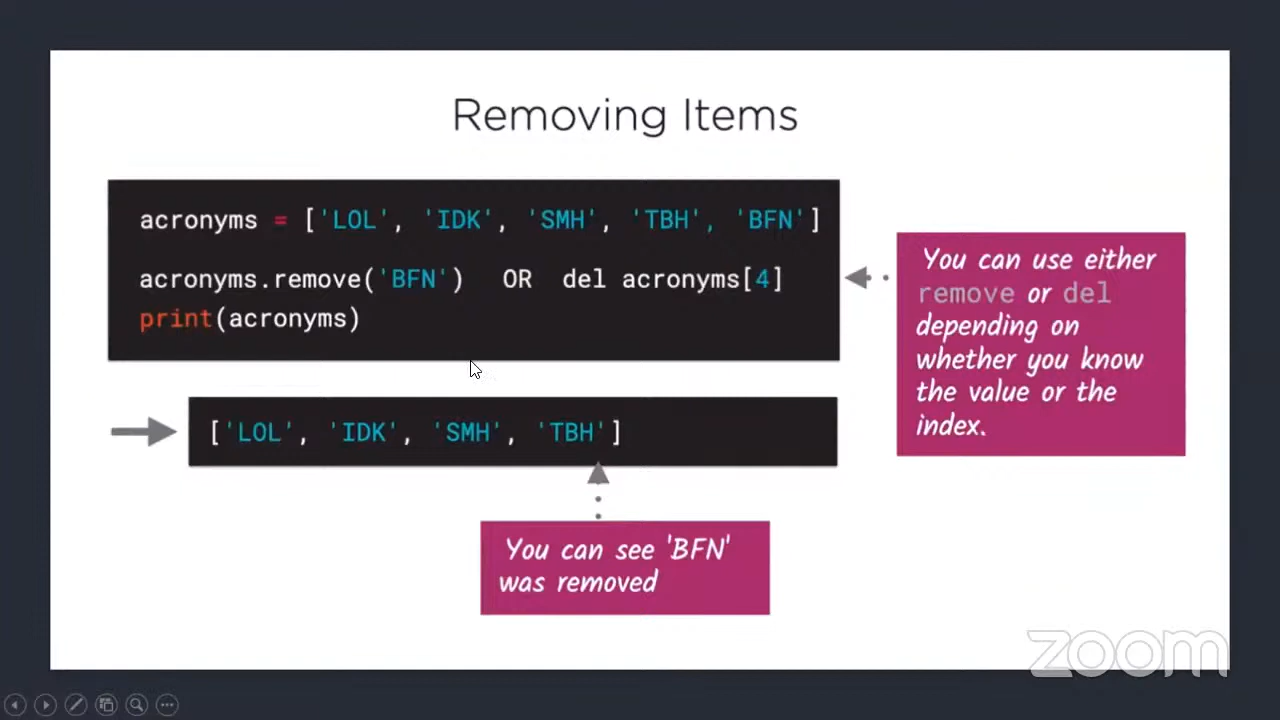 Removing Items
acronyms = ['LOL', 'IDK', 'SMH', 'TBH', 'BFN']
acronyms.remove('BFN') OR del acronyms[4]
print(acronyms)
You can use either
remove or del
depending on
whether you know
the value or the
index.
['LOL', 'IDK', 'SMH', 'TBH']
You can see 'BFN'
was removed
zoom